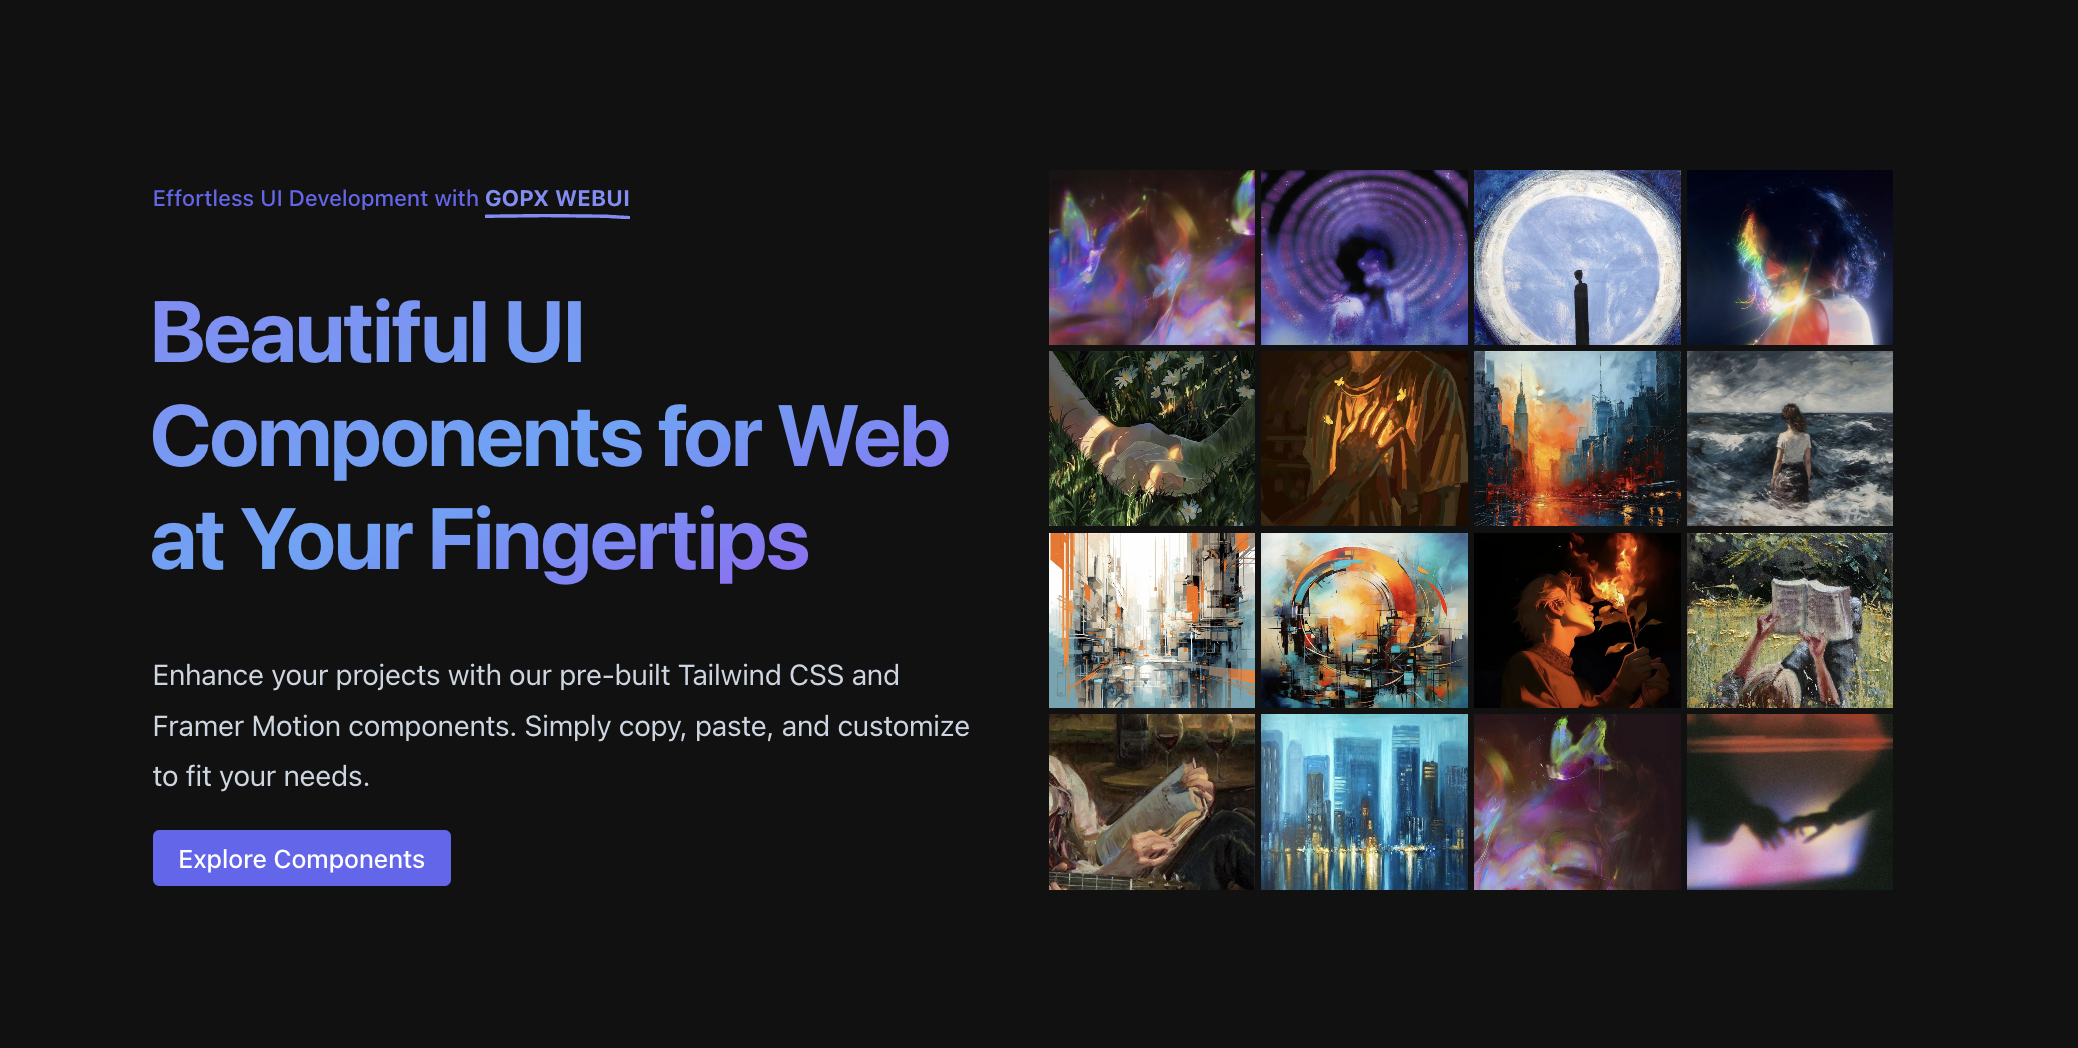 Effortless UI Development with GOPX WEBUI
Beautiful UI
Components for Web
at Your Fingertips
Enhance your projects with our pre-built Tailwind CSS and
Framer Motion components. Simply copy, paste, and customize
to fit your needs.
Explore Components